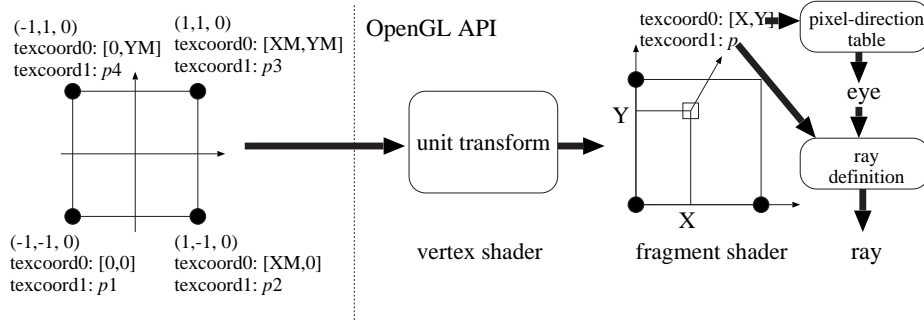 (-1,1, 0)
texcoord0: [0,YM]
texcoord1: p4
(1,1, 0)
texcoord0: [XM,YM]
texcoord1: p3
(-1,-1, 0)
texcoord0: [0,0]
texcoord1: p1
(1,-1, 0)
texcoord0: [XM,0]
texcoord1: p2
OpenGL API
unit transform
vertex shader
texcoord0: [X,Y]
texcoord1: p
Y
X
fragment shader
pixel-direction
table
eye
ray
definition
ray